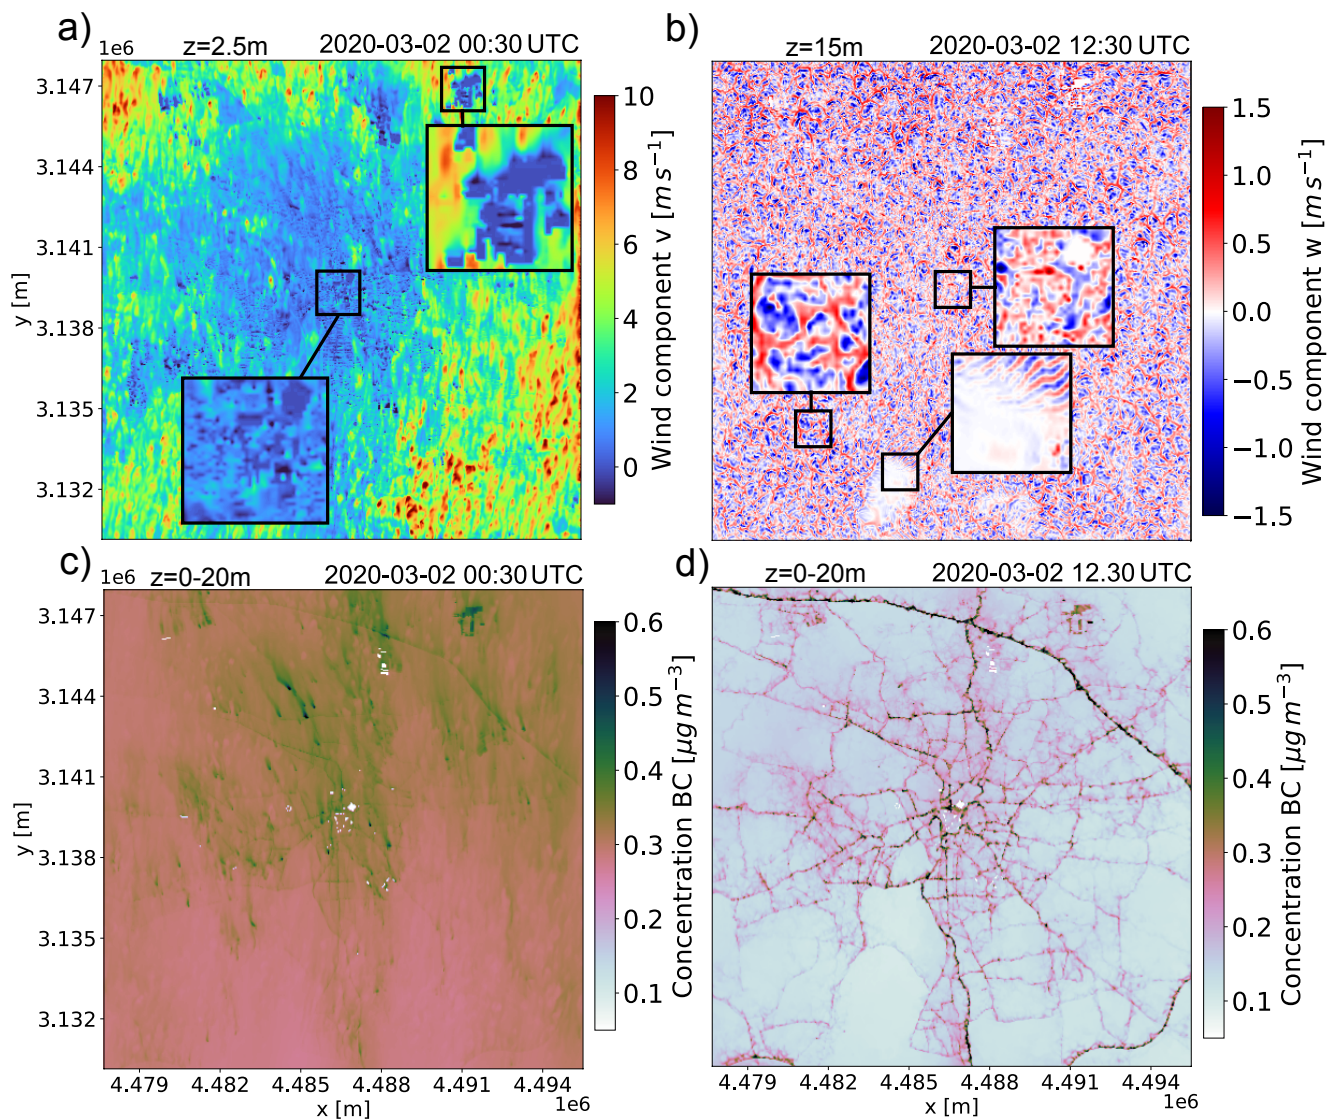 a) z=2.5m 2020-03-02 00:30 UTC
1e6
3.147
3.144
3.141
3.138
3.135
3.132
y [m]
10
8
6
4
2
0
Wind component v [m s⁻¹]
b) z=15m 2020-03-02 12:30 UTC
1.5
1.0
0.5
0.0
−0.5
−1.0
−1.5
Wind component w [m s⁻¹]
c) z=0-20m 2020-03-02 00:30 UTC
1e6
3.147
3.144
3.141
3.138
3.135
3.132
y [m]
4.479 4.482 4.485 4.488 4.491 4.494
x [m] 1e6
0.6
0.5
0.4
0.3
0.2
0.1
Concentration BC [μg m⁻³]
d) z=0-20m 2020-03-02 12.30 UTC
4.479 4.482 4.485 4.488 4.491 4.494
x [m] 1e6
0.6
0.5
0.4
0.3
0.2
0.1
Concentration BC [μg m⁻³]